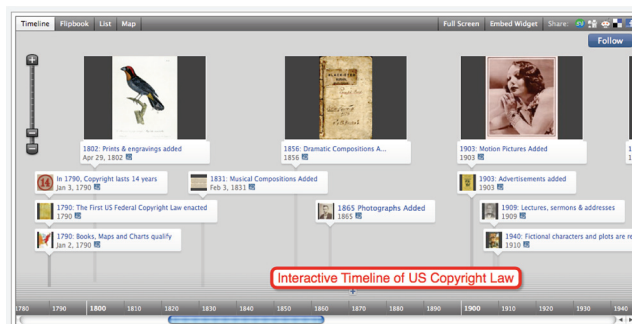 Timeline Flipbook List Map Full Screen Embed Widget Share:
Follow
1802: Prints & engravings added
Apr 29, 1802
1856: Dramatic Compositions A...
1856
1903: Motion Pictures Added
1903
In 1790, Copyright lasts 14 years
Jan 3, 1790
1831: Musical Compositions Added
Feb 3, 1831
1903: Advertisements added
1903
1790: The First US Federal Copyright Law enacted
1790
1865 Photographs Added
1865
1909: Lectures, sermons & addresses
1909
1790: Books, Maps and Charts qualify
Jan 2, 1790
1940: Fictional characters and plots are re
1910
Interactive Timeline of US Copyright Law
1780 1790 1800 1810 1820 1830 1840 1850 1860 1870 1880 1890 1900 1910 1920 1930 1940